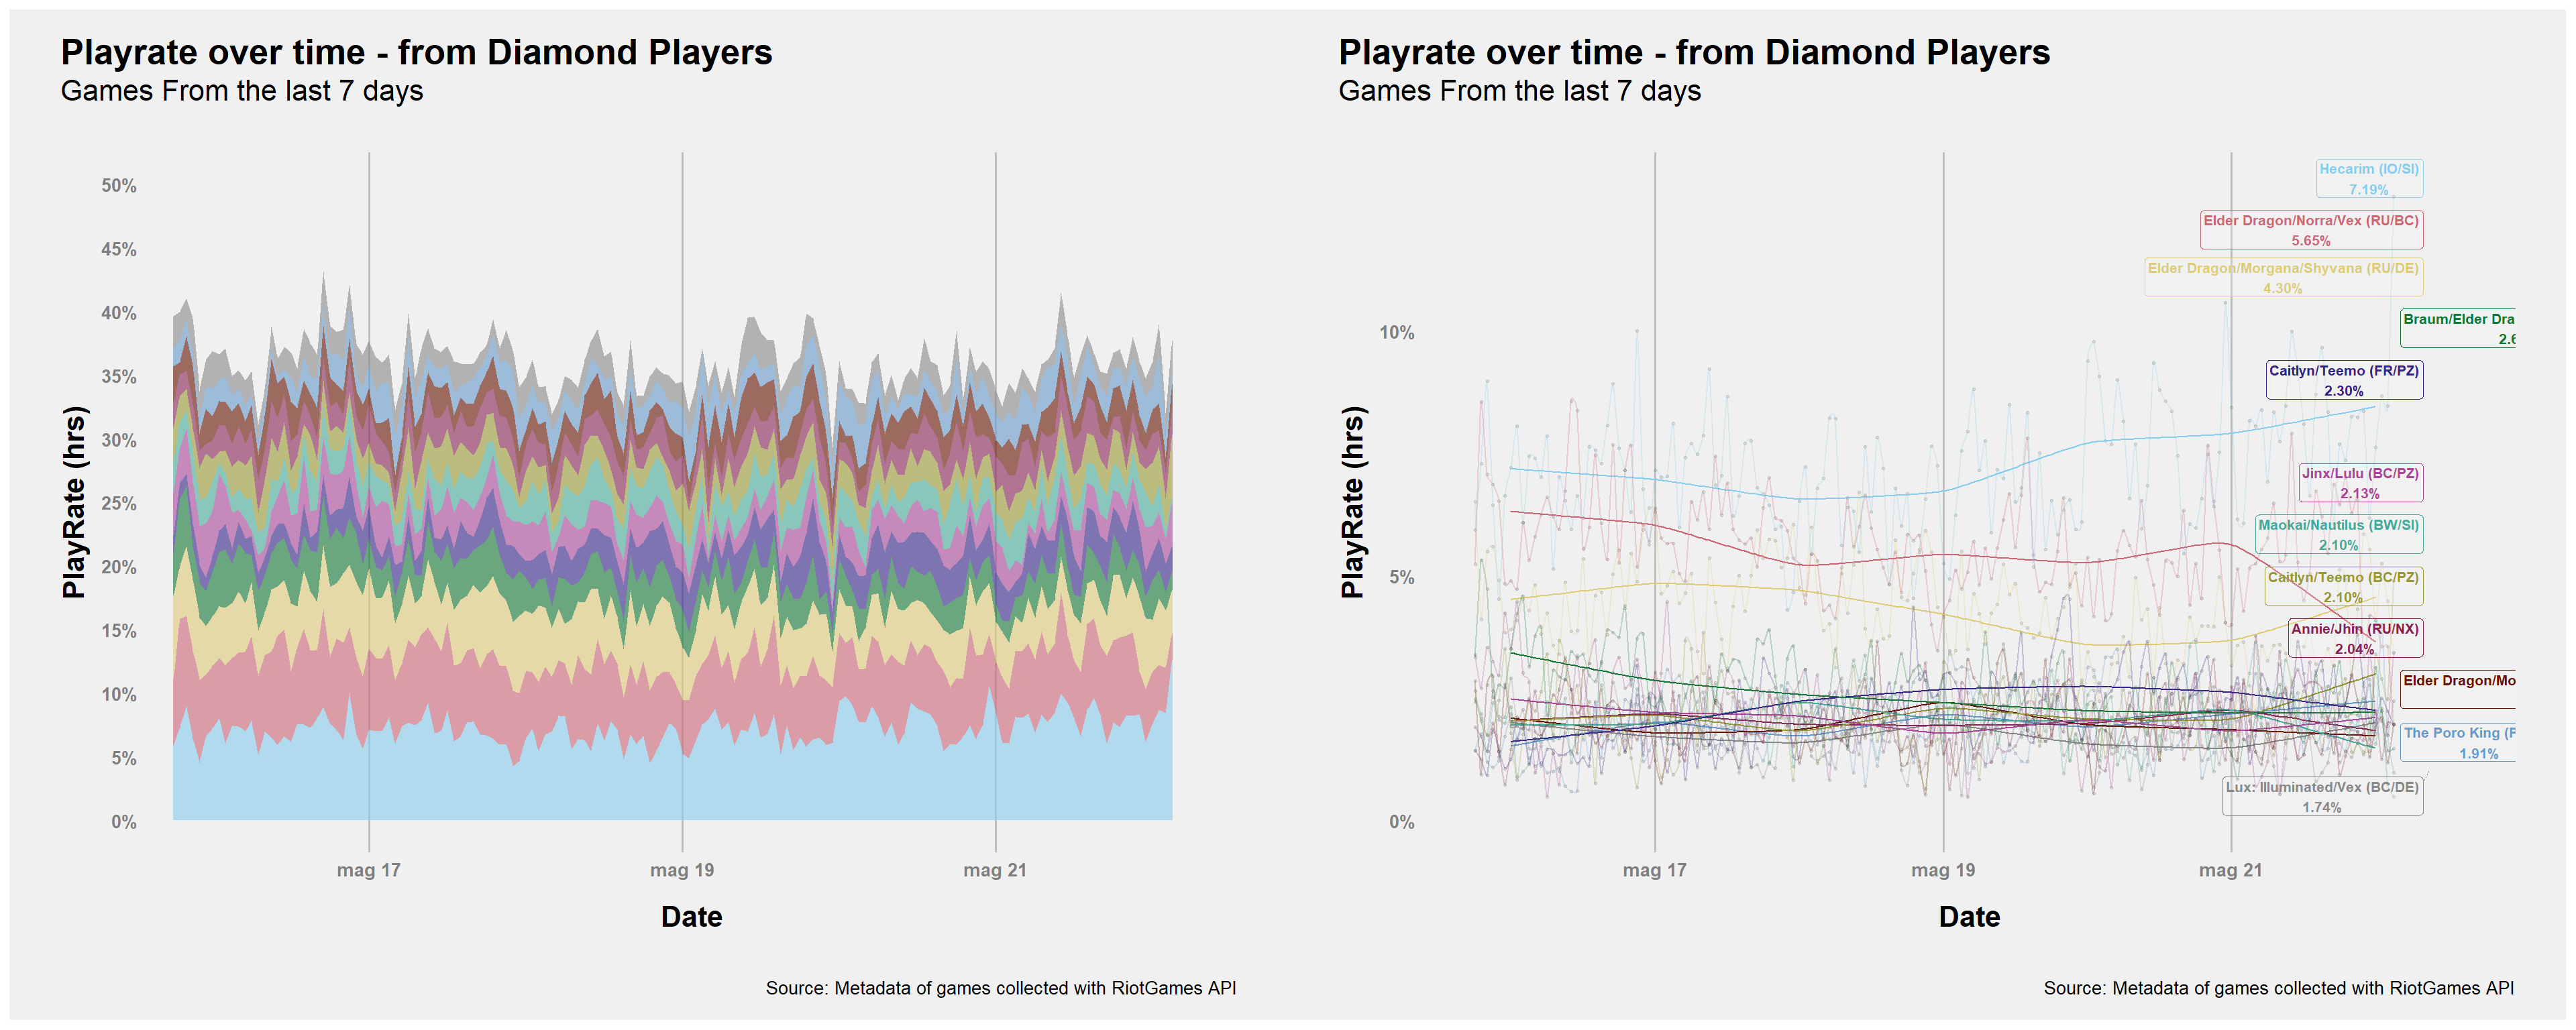 Playrate over time - from Diamond Players
Games From the last 7 days
PlayRate (hrs)
50%
45%
40%
35%
30%
25%
20%
15%
10%
5%
0%
mag 17
mag 19
mag 21
Date
Source: Metadata of games collected with RiotGames API
Playrate over time - from Diamond Players
Games From the last 7 days
PlayRate (hrs)
10%
5%
0%
Hecarim (IO/SI)
7.19%
Elder Dragon/Norra/Vex (RU/BC)
5.65%
Elder Dragon/Morgana/Shyvana (RU/DE)
4.30%
Braum/Elder Dra
2.6
Caitlyn/Teemo (FR/PZ)
2.30%
Jinx/Lulu (BC/PZ)
2.13%
Maokai/Nautilus (BW/SI)
2.10%
Caitlyn/Teemo (BC/PZ)
2.10%
Annie/Jhin (RU/NX)
2.04%
Elder Dragon/Mo
The Poro King (F
1.91%
Lux: Illuminated/Vex (BC/DE)
1.74%
mag 17
mag 19
mag 21
Date
Source: Metadata of games collected with RiotGames API